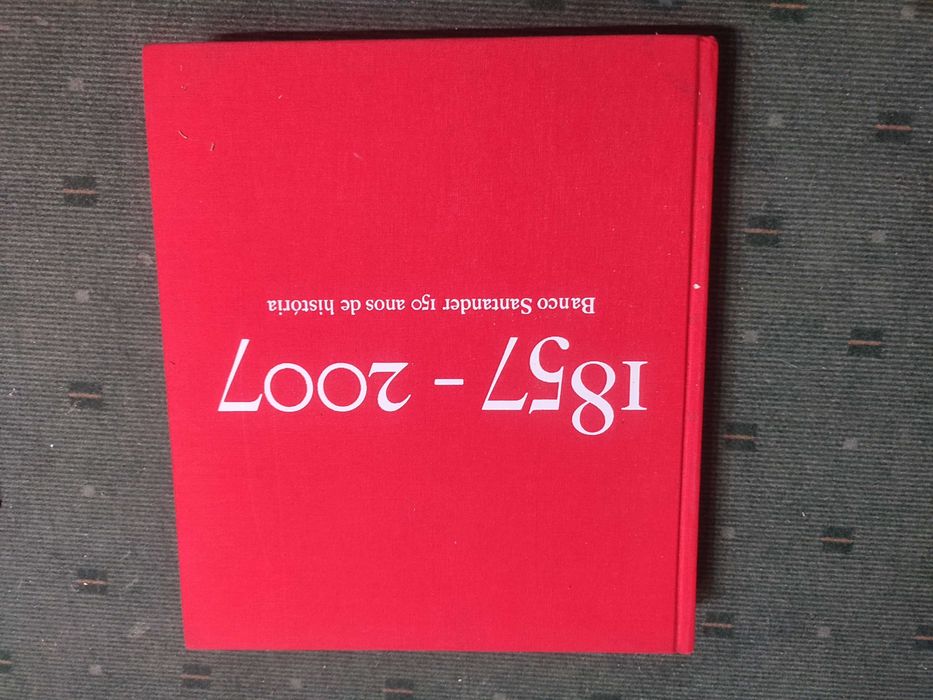 1857 – 2007
Banco Santander 150 anos de história